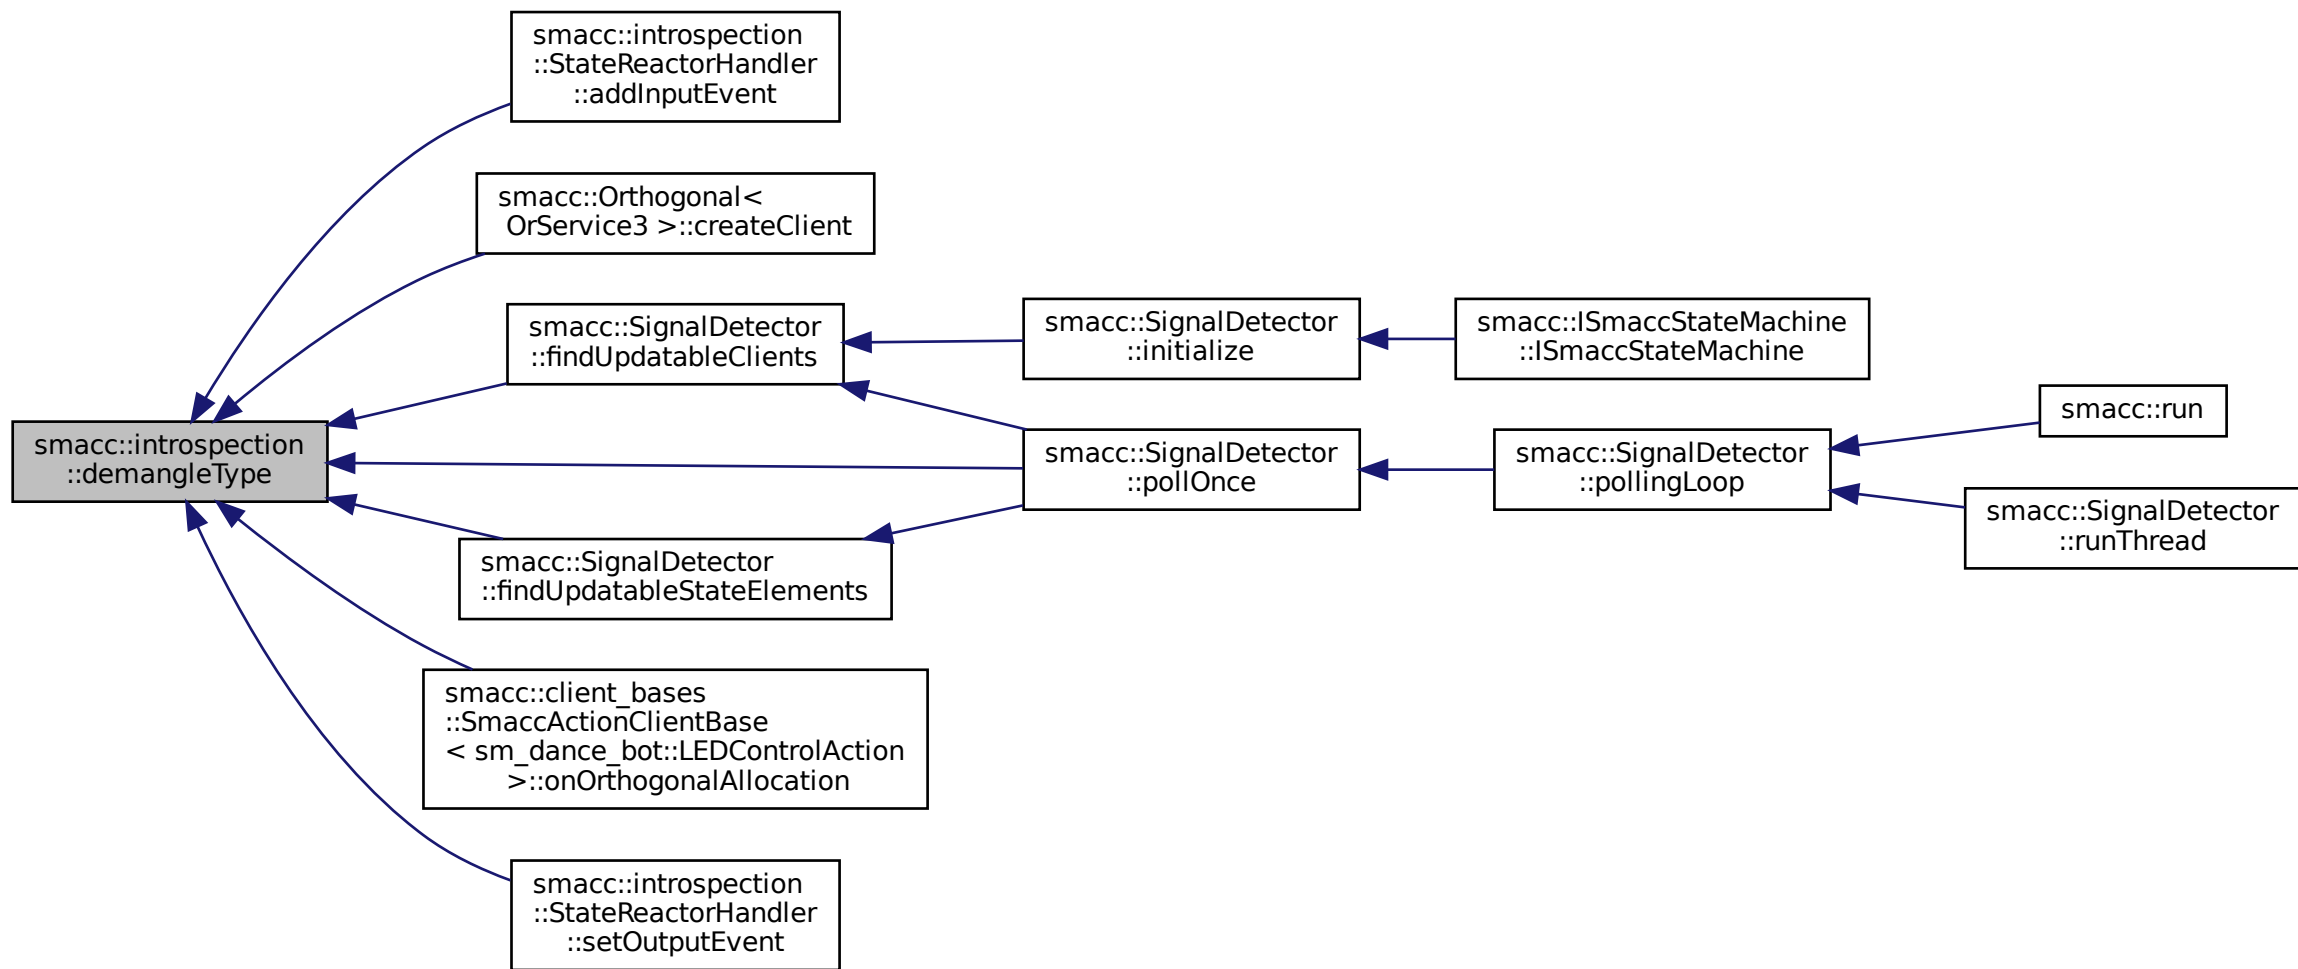 smacc::introspection
::StateReactorHandler
::addInputEvent
smacc::Orthogonal<
OrService3 >::createClient
smacc::SignalDetector
::findUpdatableClients
smacc::SignalDetector
::initialize
smacc::ISmaccStateMachine
::ISmaccStateMachine
smacc::introspection
::demangleType
smacc::SignalDetector
::pollOnce
smacc::SignalDetector
::pollingLoop
smacc::run
smacc::SignalDetector
::runThread
smacc::SignalDetector
::findUpdatableStateElements
smacc::client_bases
::SmaccActionClientBase
< sm_dance_bot::LEDControlAction
>::onOrthogonalAllocation
smacc::introspection
::StateReactorHandler
::setOutputEvent